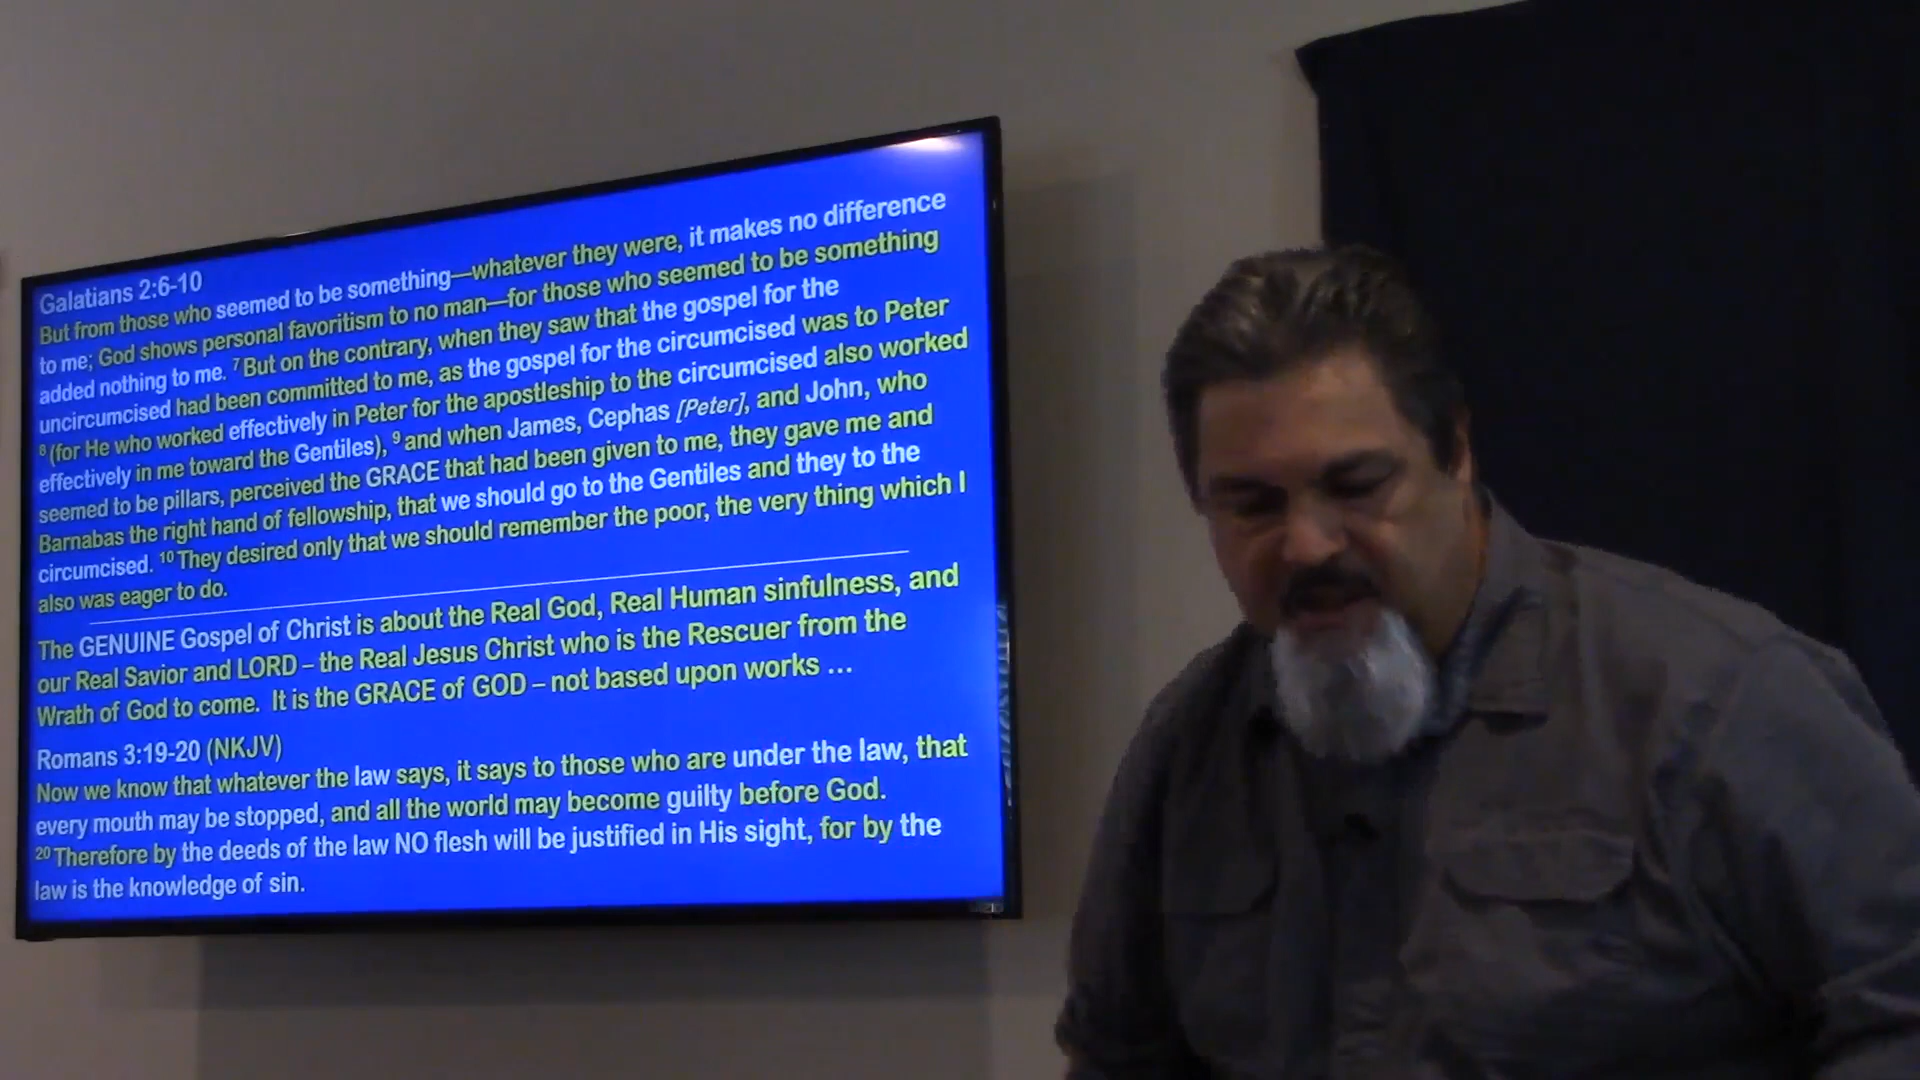 Galatians 2:6-10
But from those who seemed to be something—whatever they were, it makes no difference
to me; God shows personal favoritism to no man—for those who seemed to be something
added nothing to me. 7 But on the contrary, when they saw that the gospel for the
uncircumcised had been committed to me, as the gospel for the circumcised was to Peter
8 (for He who worked effectively in Peter for the apostleship to the circumcised also worked
effectively in me toward the Gentiles), 9 and when James, Cephas [Peter], and John, who
seemed to be pillars, perceived the GRACE that had been given to me, they gave me and
Barnabas the right hand of fellowship, that we should go to the Gentiles and they to the
circumcised. 10 They desired only that we should remember the poor, the very thing which I
also was eager to do.
The GENUINE Gospel of Christ is about the Real God, Real Human sinfulness, and
our Real Savior and LORD – the Real Jesus Christ who is the Rescuer from the
Wrath of God to come. It is the GRACE of GOD – not based upon works …
Romans 3:19-20 (NKJV)
Now we know that whatever the law says, it says to those who are under the law, that
every mouth may be stopped, and all the world may become guilty before God.
20 Therefore by the deeds of the law NO flesh will be justified in His sight, for by the
law is the knowledge of sin.